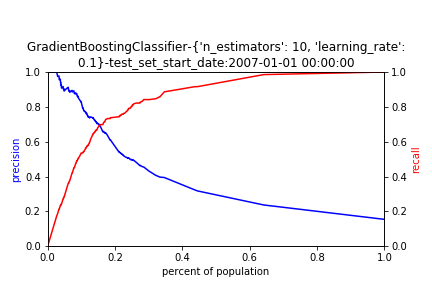 GradientBoostingClassifier-{'n_estimators': 10, 'learning_rate':
0.1}-test_set_start_date:2007-01-01 00:00:00
1.0 1.0
0.8 0.8
0.6 0.6
precision recall
0.4 0.4
0.2 0.2
0.0 0.0
0.0 0.2 0.4 0.6 0.8 1.0
percent of population